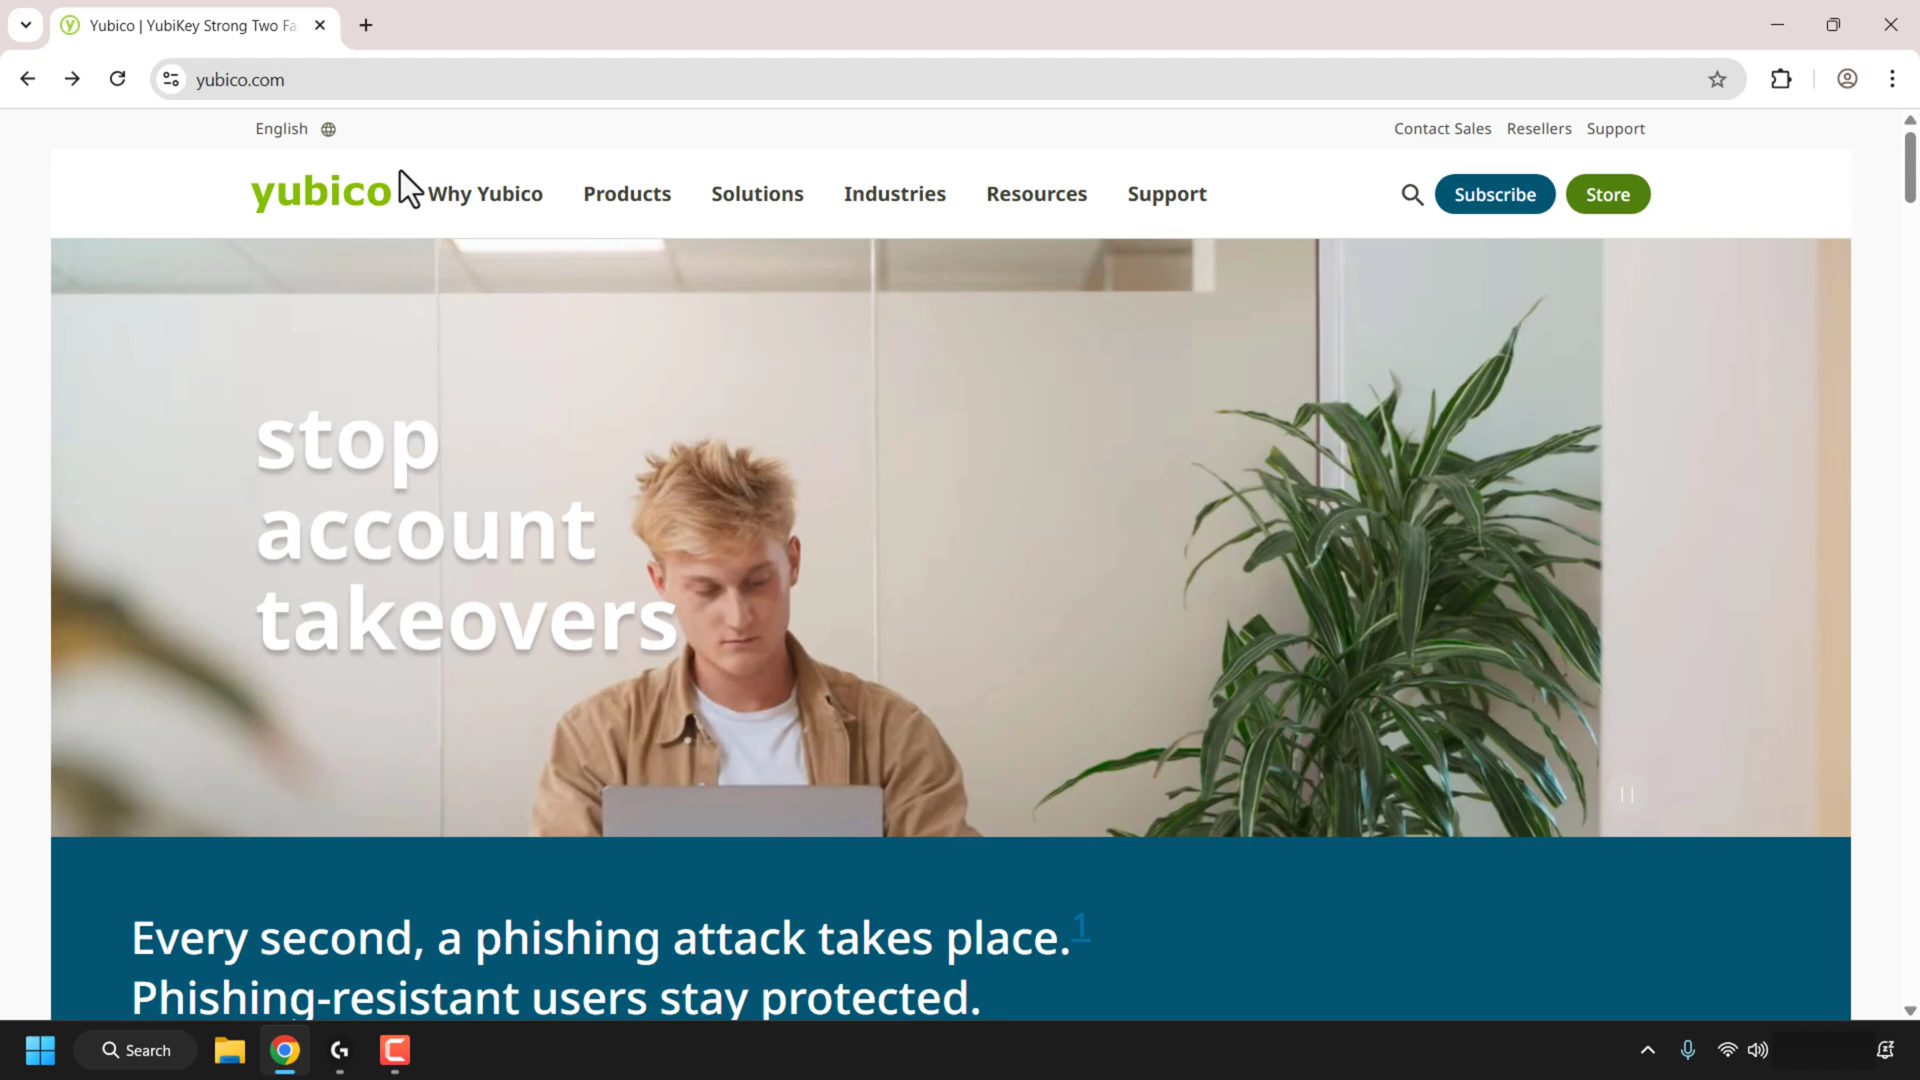 Yubico | YubiKey Strong Two Fa
yubico.com
English
Contact Sales Resellers Support
yubico Why Yubico Products Solutions Industries Resources Support Subscribe Store
stop
account
takeovers
Every second, a phishing attack takes place.1
Phishing-resistant users stay protected.
Search